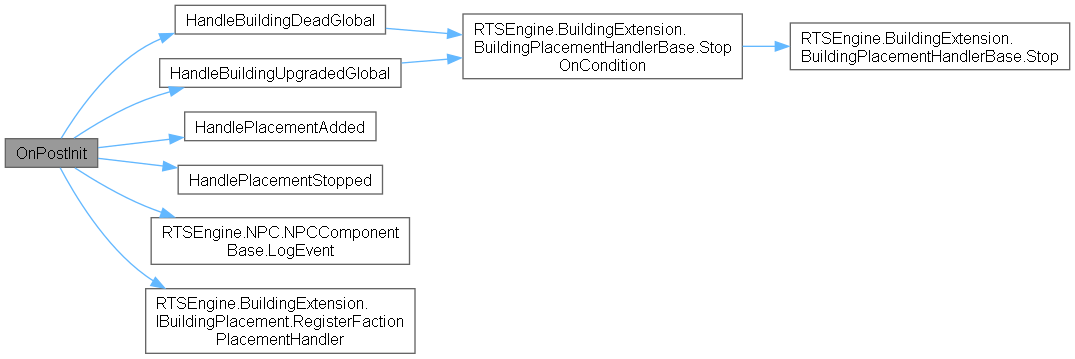 OnPostInit
HandleBuildingDeadGlobal
HandleBuildingUpgradedGlobal
HandlePlacementAdded
HandlePlacementStopped
RTSEngine.NPC.NPCComponent
Base.LogEvent
RTSEngine.BuildingExtension.
IBuildingPlacement.RegisterFaction
PlacementHandler
RTSEngine.BuildingExtension.
BuildingPlacementHandlerBase.Stop
OnCondition
RTSEngine.BuildingExtension.
BuildingPlacementHandlerBase.Stop